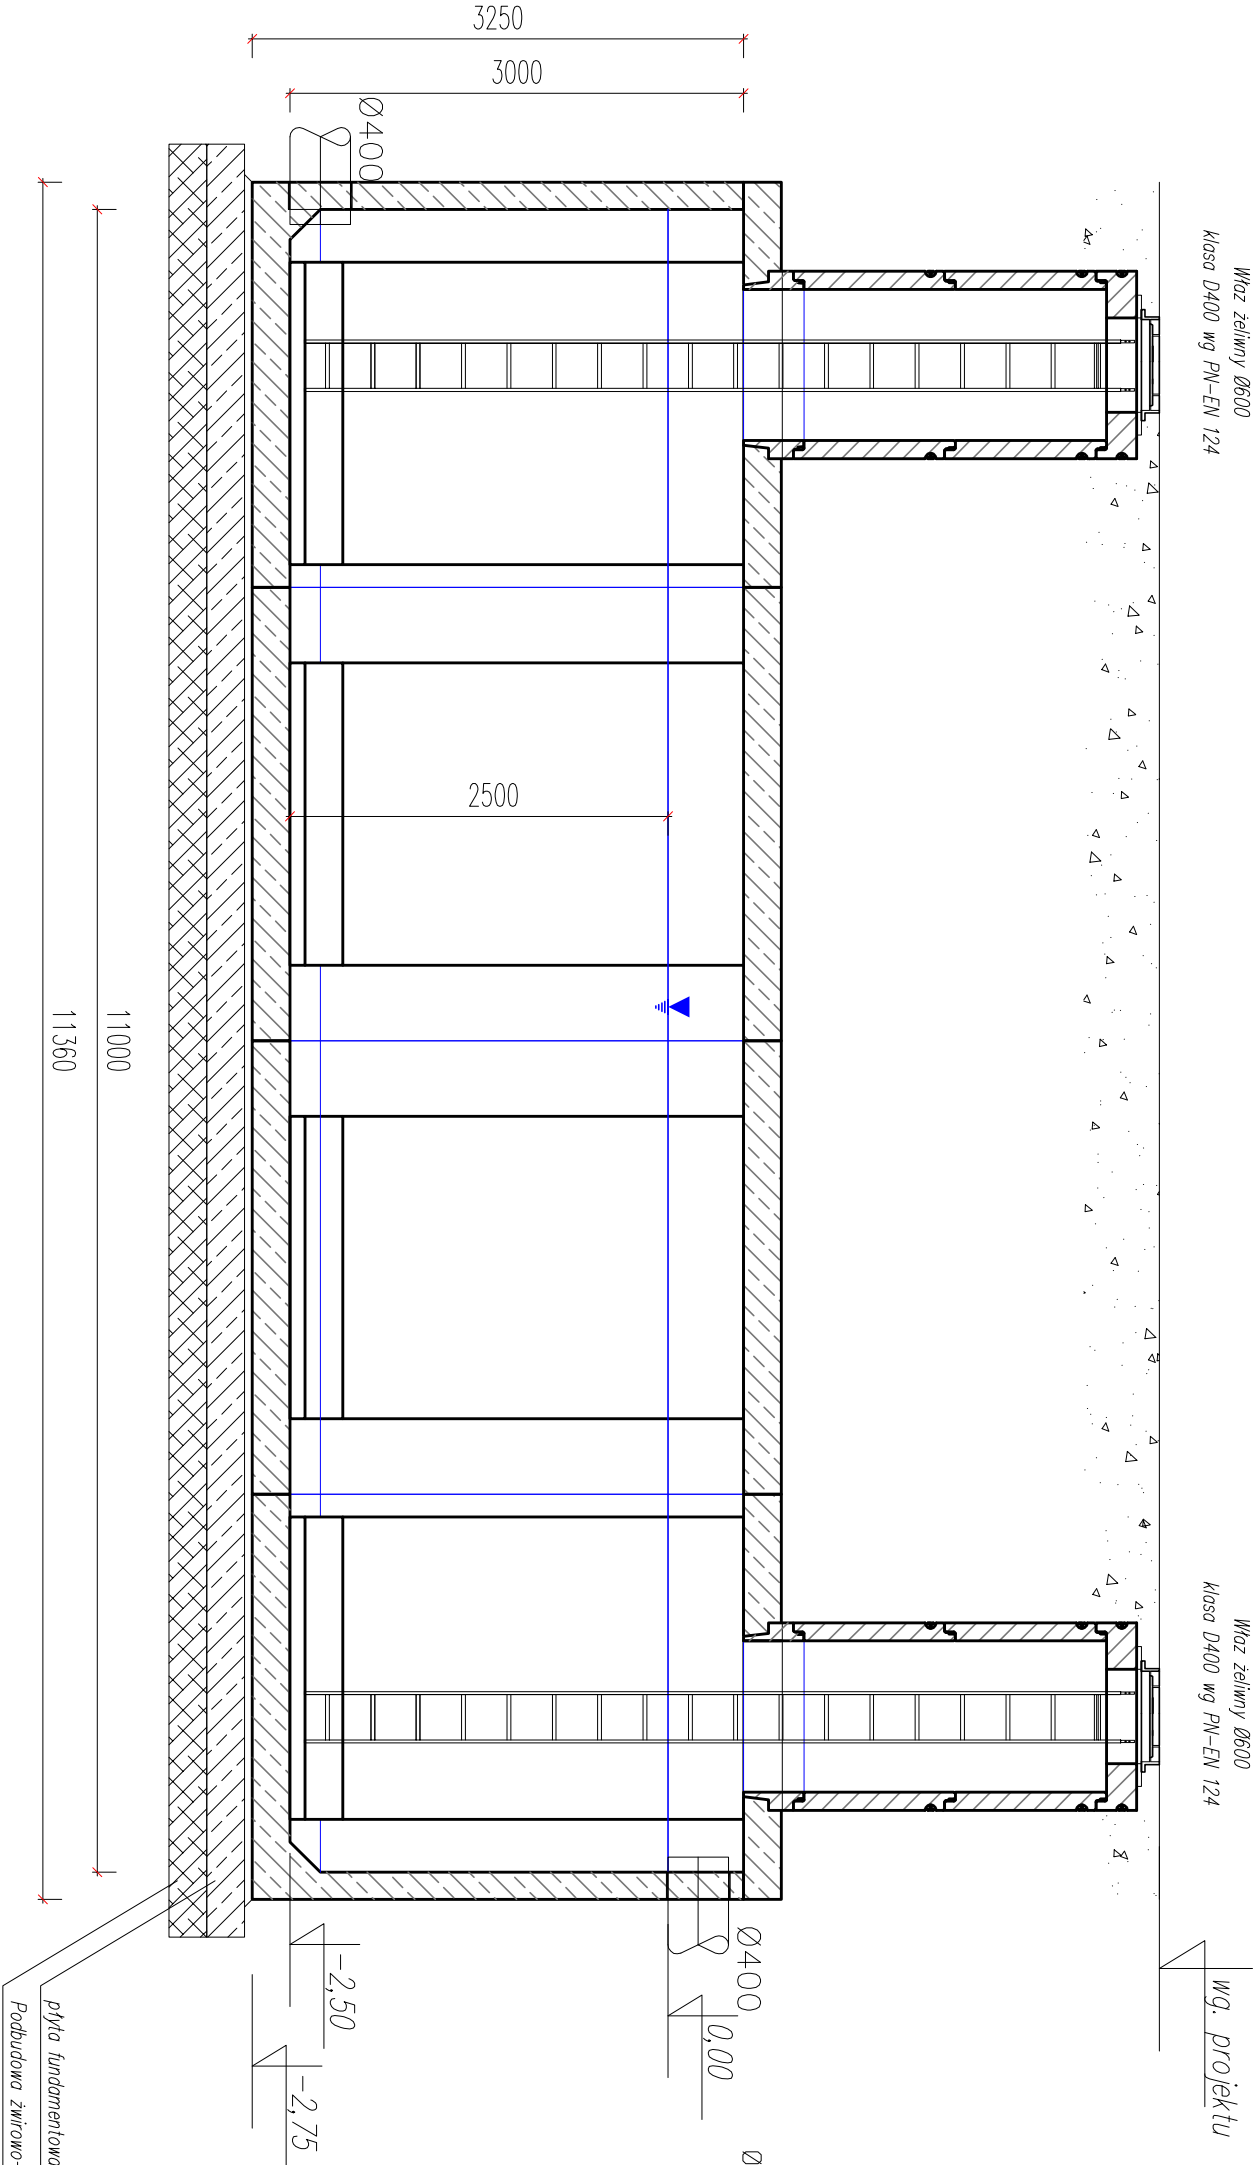 Właz żeliwny Ø600
klasa D400 wg PN-EN 124
Właz żeliwny Ø600
klasa D400 wg PN-EN 124
wg. projektu
3250
3000
Ø400
2500
Ø400
0,00
-2,50
-2,75
11000
11360
płyta fundamentowa
Podbudowa żwirowo-
Ø